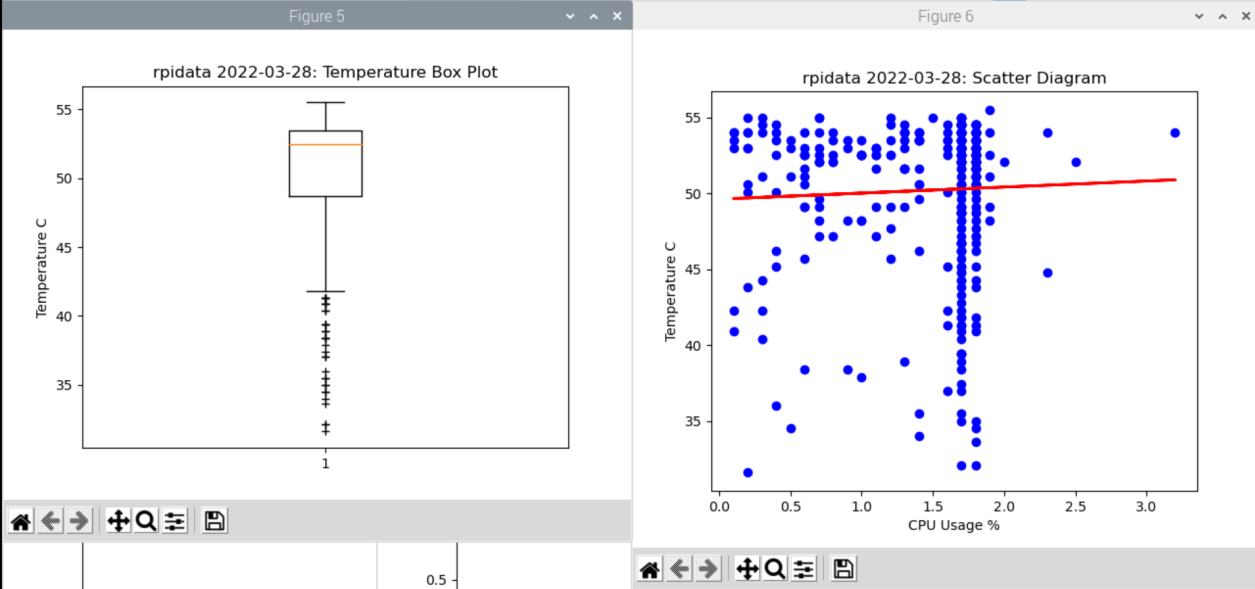 Figure 5
rpidata 2022-03-28: Temperature Box Plot
Temperature C
55
50
45
40
35
1
0.5
Figure 6
rpidata 2022-03-28: Scatter Diagram
Temperature C
55
50
45
40
35
0.0 0.5 1.0 1.5 2.0 2.5 3.0
CPU Usage %